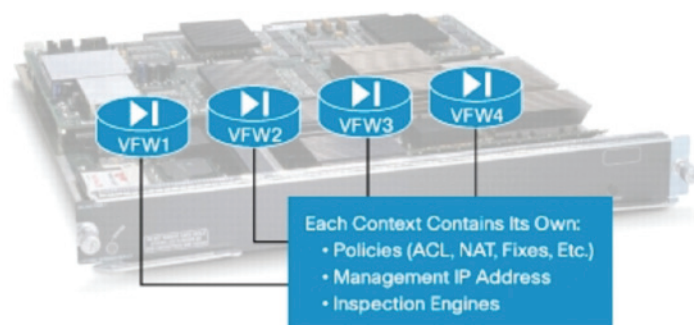 VFW1
VFW2
VFW3
VFW4
Each Context Contains Its Own:
• Policies (ACL, NAT, Fixes, Etc.)
• Management IP Address
• Inspection Engines